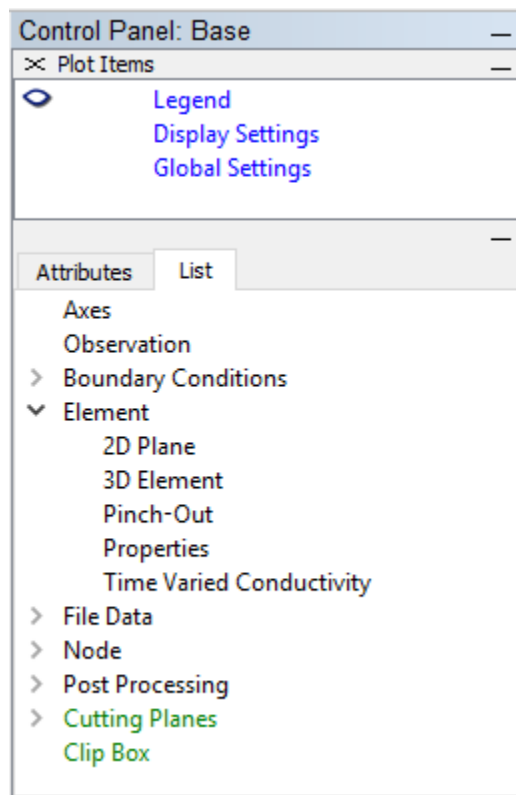 Control Panel: Base
Plot Items
Legend
Display Settings
Global Settings
Attributes List
Axes
Observation
Boundary Conditions
Element
2D Plane
3D Element
Pinch-Out
Properties
Time Varied Conductivity
File Data
Node
Post Processing
Cutting Planes
Clip Box